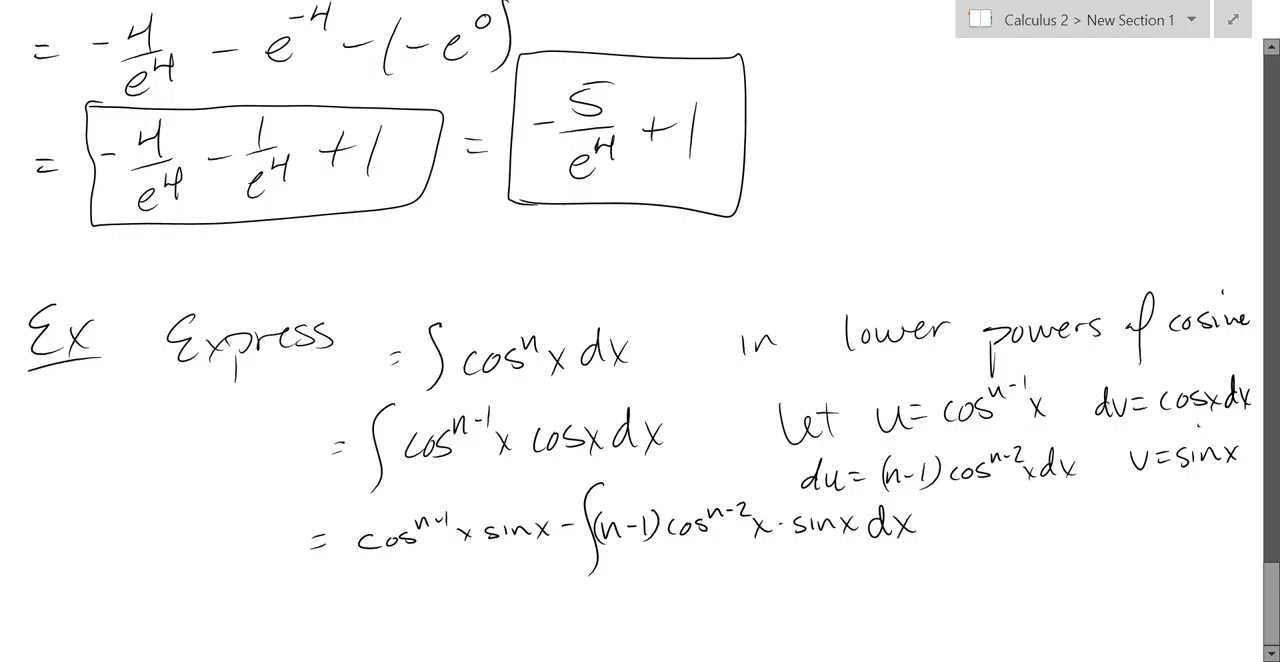 Calculus 2 > New Section 1
= -4/e^4 - e^-4 - (-e^0)
= -4/e^4 - 1/e^4 + 1 = -5/e^4 + 1
Ex Express = ∫ cos^n x dx in lower powers of cosine
= ∫ cos^n-1 x cosx dx Let u = cos^n-1 x dv = cosx dx
du = (n-1) cos^n-2 x dx v = sinx
= cos^n-1 x sinx - ∫(n-1) cos^n-2 x · sinx dx